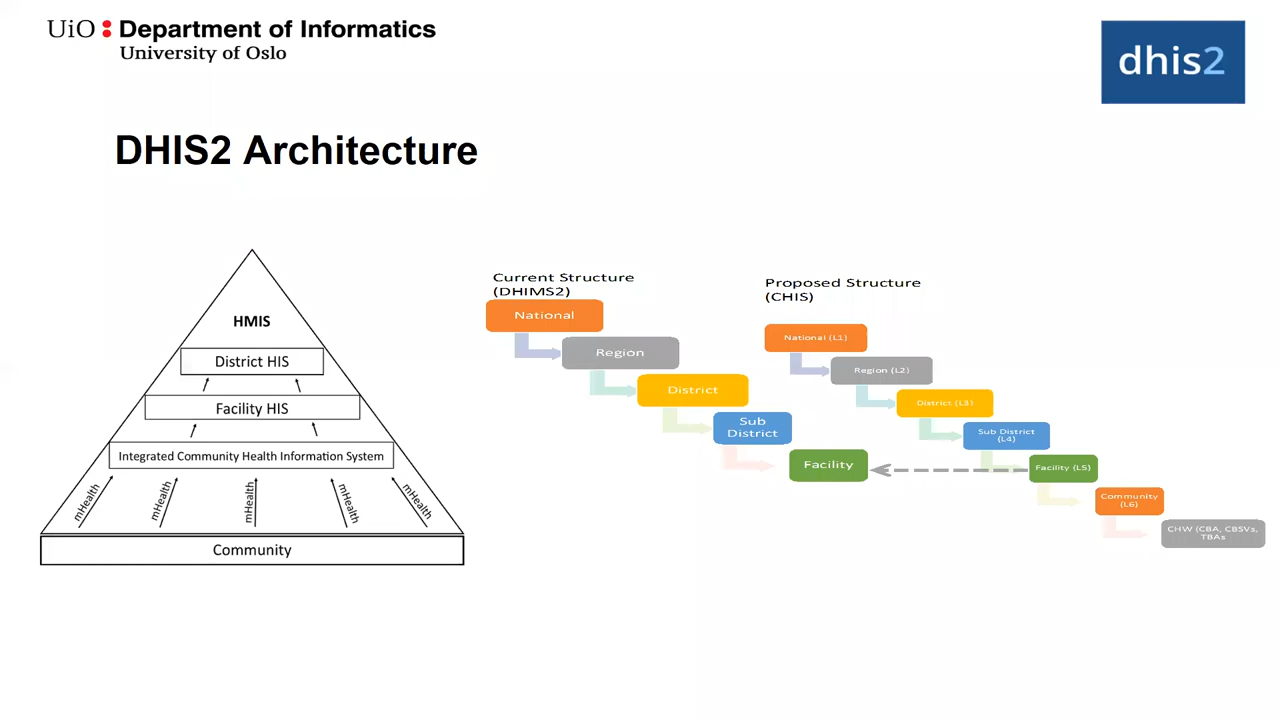 UiO : Department of Informatics
University of Oslo
dhis2
DHIS2 Architecture
HMIS
District HIS
Facility HIS
Integrated Community Health Information System
mHealth
mHealth
mHealth
mHealth
mHealth
Community
Current Structure
(DHIMS2)
National
Region
District
Sub
District
Facility
Proposed Structure
(CHIS)
National (L1)
Region (L2)
District (L3)
Sub District
(L4)
Facility (L5)
Community
(L6)
CHW (CBA, CBSVs,
TBAs